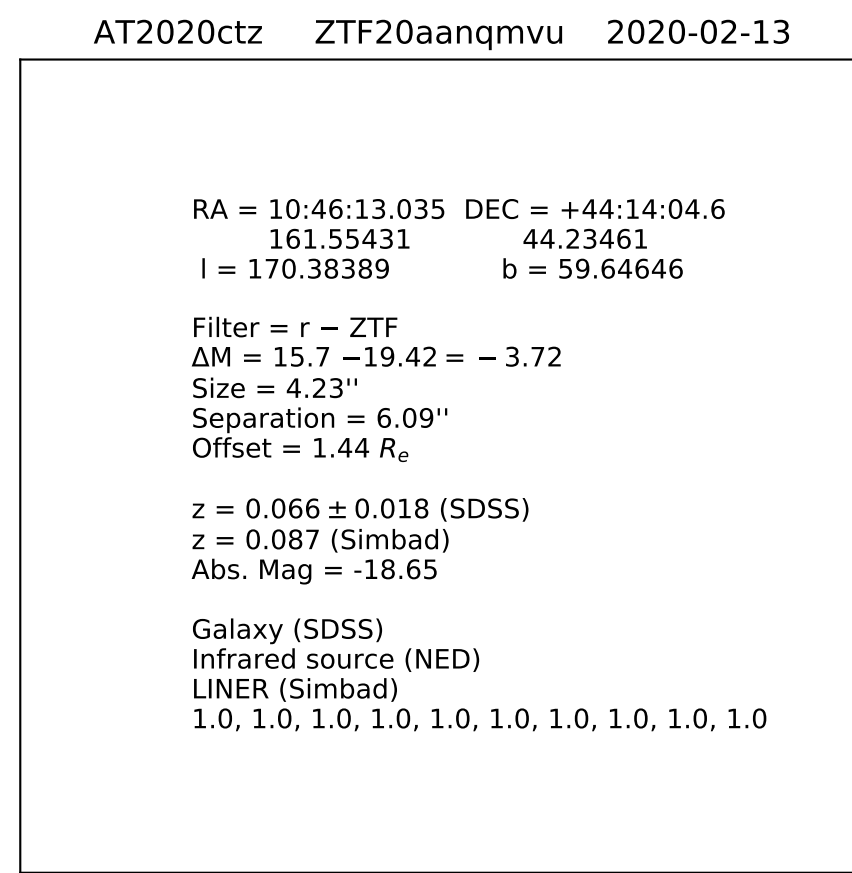 AT2020ctz ZTF20aanqmvu 2020-02-13
RA = 10:46:13.035 DEC = +44:14:04.6
161.55431 44.23461
l = 170.38389 b = 59.64646
Filter = r − ZTF
ΔM = 15.7 −19.42 = − 3.72
Size = 4.23''
Separation = 6.09''
Offset = 1.44 Re
z = 0.066 ± 0.018 (SDSS)
z = 0.087 (Simbad)
Abs. Mag = -18.65
Galaxy (SDSS)
Infrared source (NED)
LINER (Simbad)
1.0, 1.0, 1.0, 1.0, 1.0, 1.0, 1.0, 1.0, 1.0, 1.0